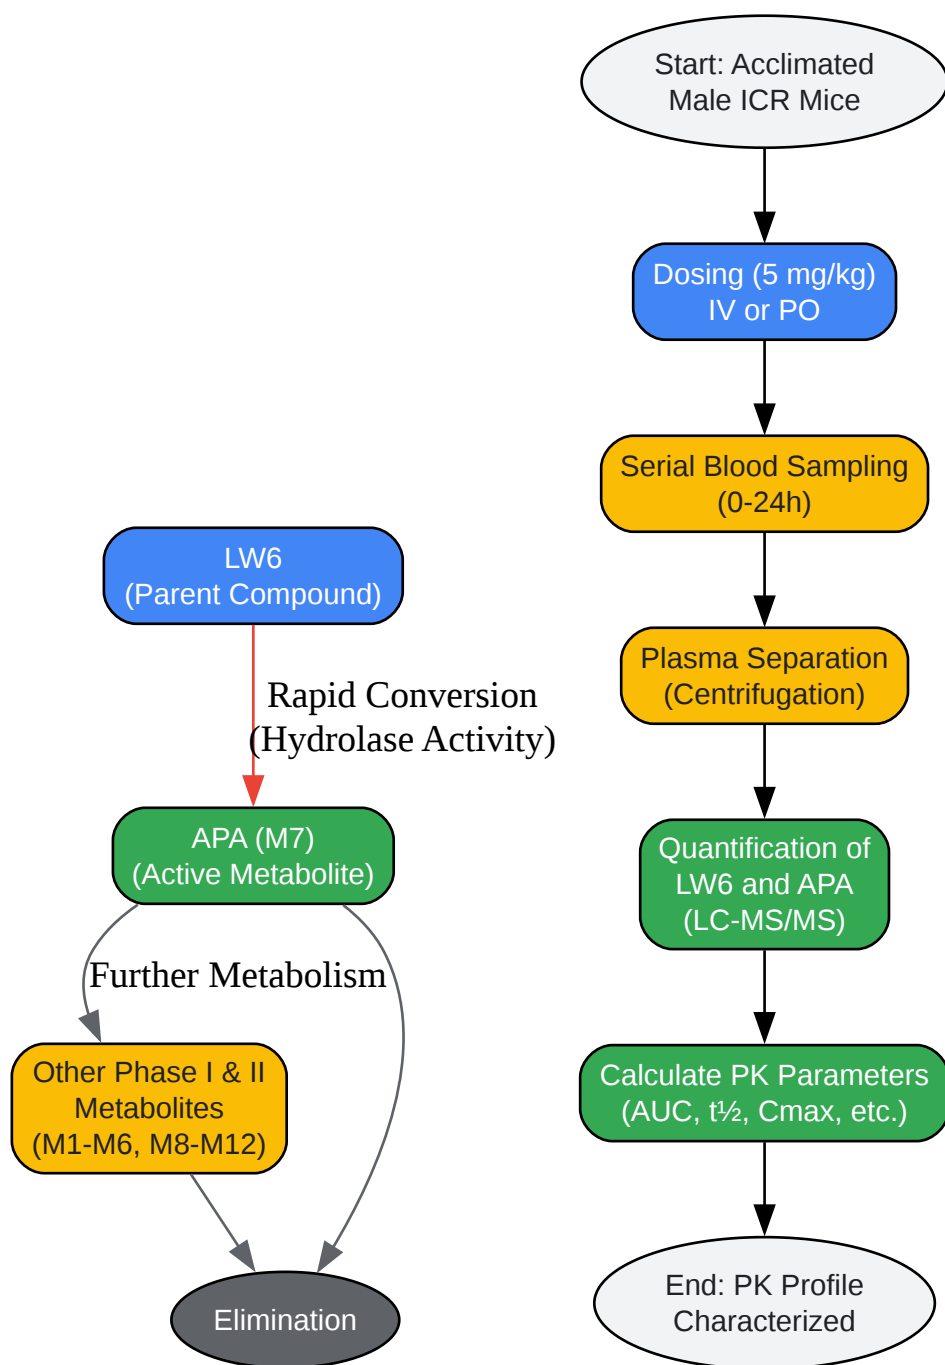 LW6
(Parent Compound)
Rapid Conversion
(Hydrolase Activity)
APA (M7)
(Active Metabolite)
Further Metabolism
Other Phase I & II
Metabolites
(M1-M6, M8-M12)
Elimination
Start: Acclimated
Male ICR Mice
Dosing (5 mg/kg)
IV or PO
Serial Blood Sampling
(0-24h)
Plasma Separation
(Centrifugation)
Quantification of
LW6 and APA
(LC-MS/MS)
Calculate PK Parameters
(AUC, t½, Cmax, etc.)
End: PK Profile
Characterized